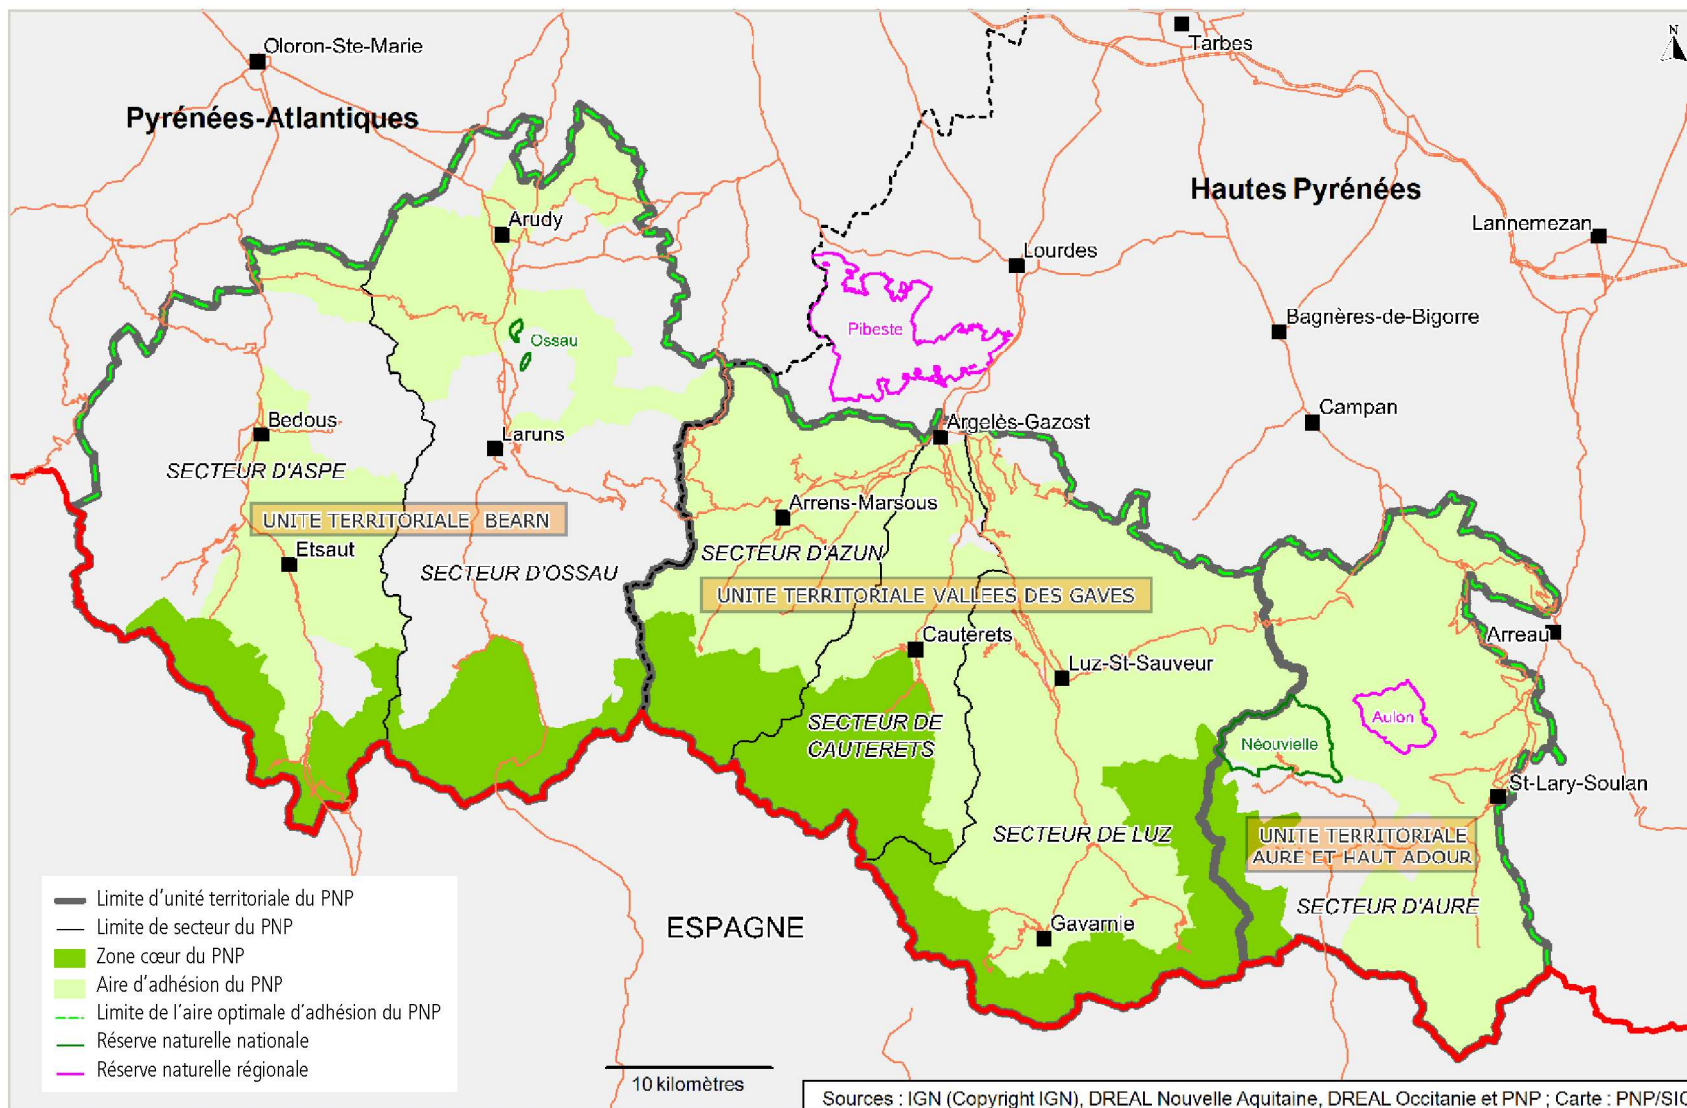 Oloron-Ste-Marie
Tarbes
N
Pyrénées-Atlantiques
Hautes Pyrénées
Arudy
Lannemezan
Lourdes
Pibeste
Bagnères-de-Bigorre
Ossau
Campan
Bedous
Laruns
Argelès-Gazost
SECTEUR D'ASPE
Arrens-Marsous
UNITE TERRITORIALE BEARN
Etsaut
SECTEUR D'OSSAU
SECTEUR D'AZUN
UNITE TERRITORIALE VALLEES DES GAVES
Cauterets
Arreau
Luz-St-Sauveur
SECTEUR DE
CAUTERETS
Aulon
Néouvielle
St-Lary-Soulan
SECTEUR DE LUZ
UNITE TERRITORIALE
AURE ET HAUT ADOUR
SECTEUR D'AURE
ESPAGNE
Gavarnie
Limite d'unité territoriale du PNP
Limite de secteur du PNP
Zone cœur du PNP
Aire d'adhésion du PNP
Limite de l'aire optimale d'adhésion du PNP
Réserve naturelle nationale
Réserve naturelle régionale
10 kilomètres
Sources : IGN (Copyright IGN), DREAL Nouvelle Aquitaine, DREAL Occitanie et PNP ; Carte : PNP/SIG